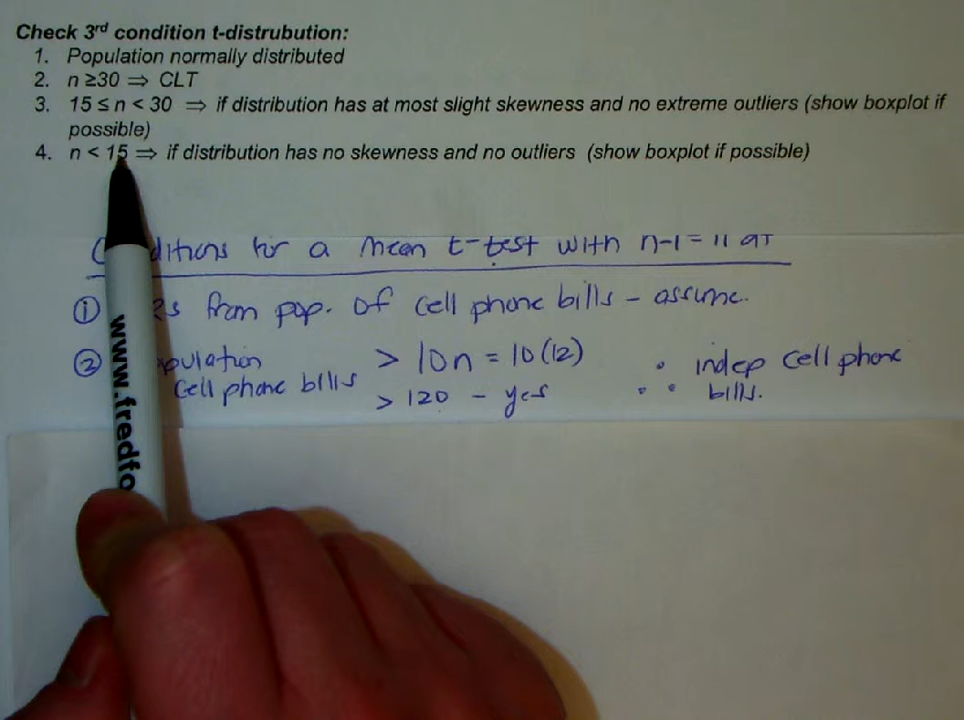 Check 3rd condition t-distrubution:
1. Population normally distributed
2. n ≥30 ⇒ CLT
3. 15 ≤ n < 30 ⇒ if distribution has at most slight skewness and no extreme outliers (show boxplot if
possible)
4. n < 15 ⇒ if distribution has no skewness and no outliers (show boxplot if possible)
ditions for a mean t-test with n-1 = 11 df
① from pop. of cell phone bills - assume.
② pulation > 10n = 10(12) ∴ indep cell phone
cell phone bills > 120 - yes bills.
www.fredfo